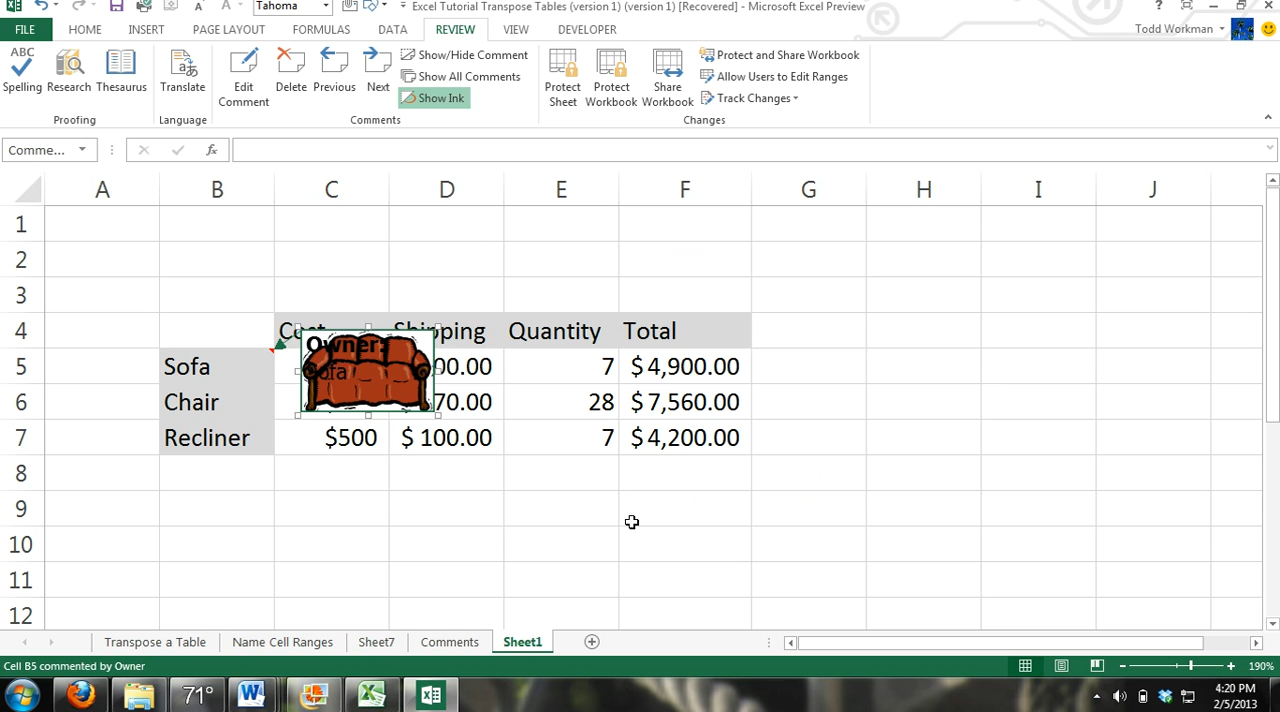 Tahoma
Excel Tutorial Transpose Tables (version 1) (version 1) [Recovered] - Microsoft Excel Preview
?
FILE
HOME
INSERT
PAGE LAYOUT
FORMULAS
DATA
REVIEW
VIEW
DEVELOPER
Todd Workman
ABC
Spelling
Research
Thesaurus
Translate
Edit
Comment
Delete
Previous
Next
Show/Hide Comment
Show All Comments
Show Ink
Protect
Sheet
Protect
Workbook
Share
Workbook
Protect and Share Workbook
Allow Users to Edit Ranges
Track Changes
Proofing
Language
Comments
Changes
Comme...
fx
A B C D E F G H I J
1
2
3
4 Shipping Quantity Total
Owner:
Sofa
5 Sofa 7 $ 4,900.00
6 Chair 28 $ 7,560.00
7 Recliner $500 $ 100.00 7 $ 4,200.00
8
9
10
11
12
Transpose a Table
Name Cell Ranges
Sheet7
Comments
Sheet1
Cell B5 commented by Owner
190%
71°
4:20 PM
2/5/2013